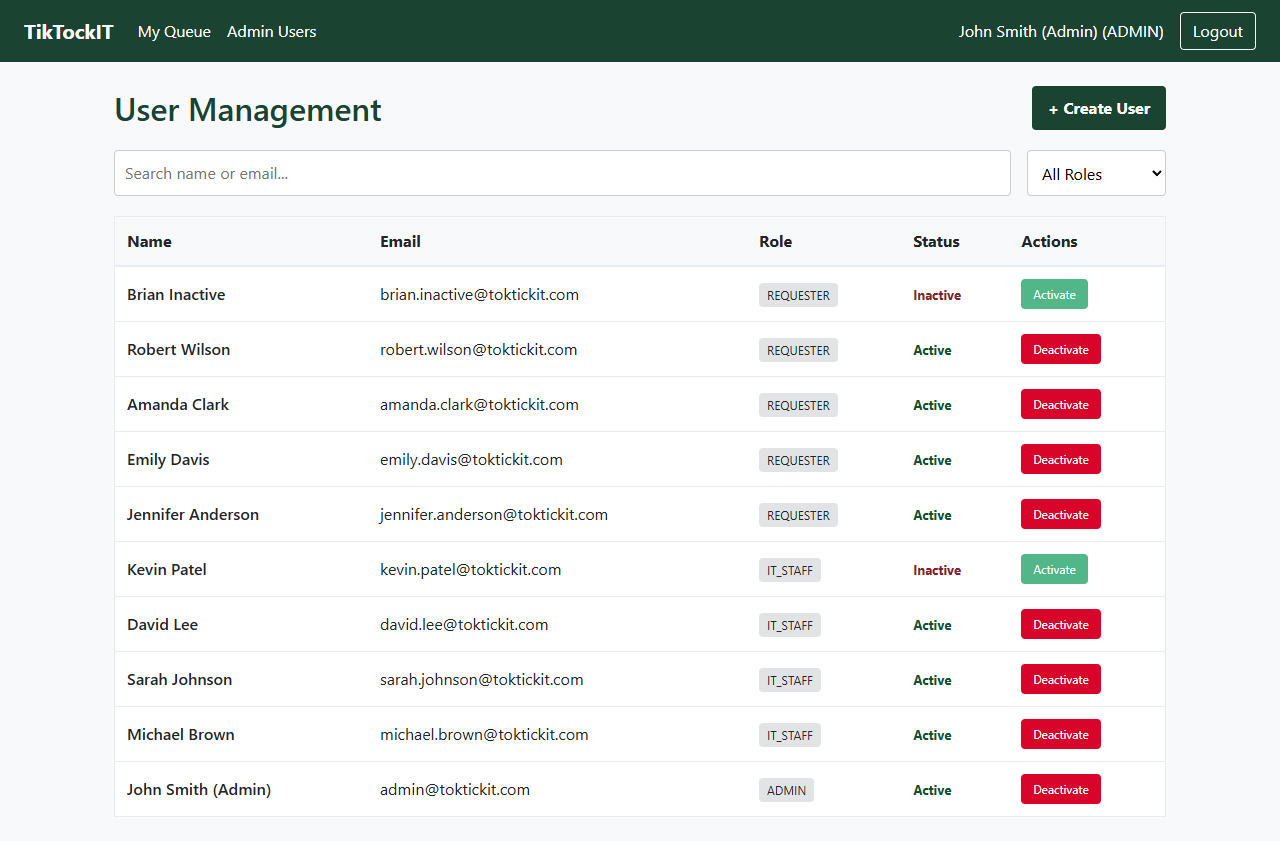 TikTockIT My Queue Admin Users John Smith (Admin) (ADMIN) Logout
User Management + Create User
Search name or email... All Roles
Name Email Role Status Actions
Brian Inactive brian.inactive@toktickit.com REQUESTER Inactive Activate
Robert Wilson robert.wilson@toktickit.com REQUESTER Active Deactivate
Amanda Clark amanda.clark@toktickit.com REQUESTER Active Deactivate
Emily Davis emily.davis@toktickit.com REQUESTER Active Deactivate
Jennifer Anderson jennifer.anderson@toktickit.com REQUESTER Active Deactivate
Kevin Patel kevin.patel@toktickit.com IT_STAFF Inactive Activate
David Lee david.lee@toktickit.com IT_STAFF Active Deactivate
Sarah Johnson sarah.johnson@toktickit.com IT_STAFF Active Deactivate
Michael Brown michael.brown@toktickit.com IT_STAFF Active Deactivate
John Smith (Admin) admin@toktickit.com ADMIN Active Deactivate